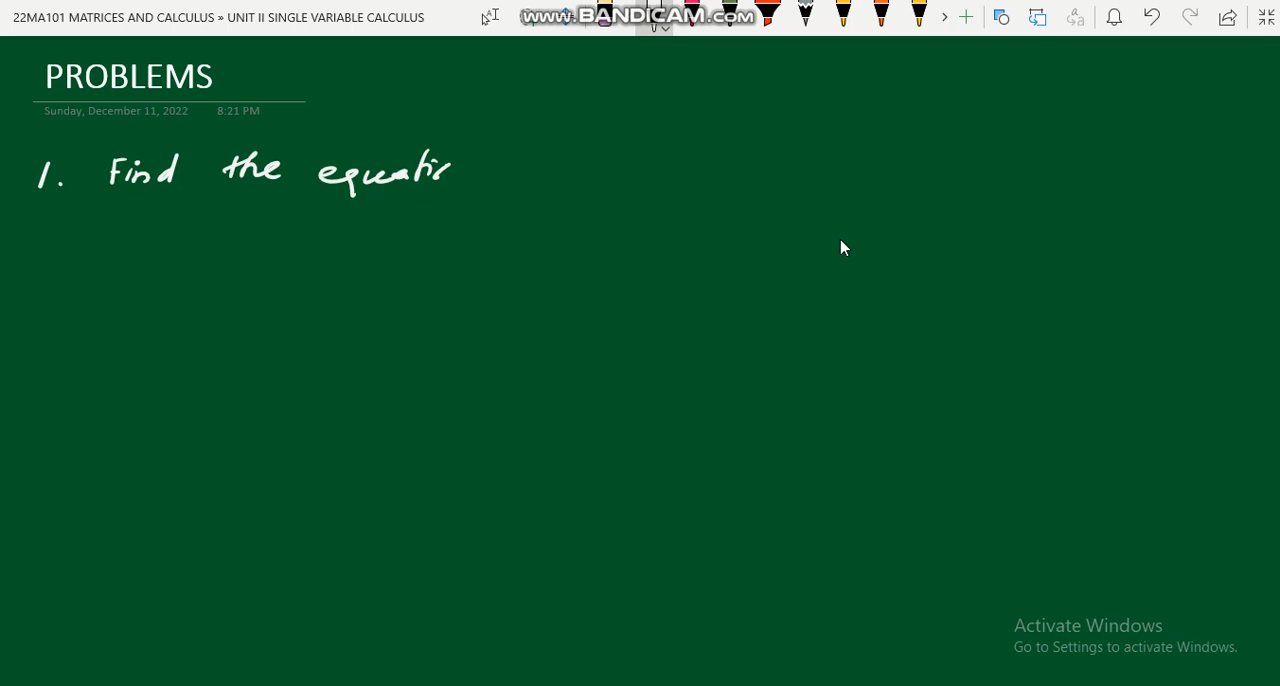 22MA101 MATRICES AND CALCULUS » UNIT II SINGLE VARIABLE CALCULUS
www.BANDICAM.com
PROBLEMS
Sunday, December 11, 2022 8:21 PM
1. Find the equatio
Activate Windows
Go to Settings to activate Windows.